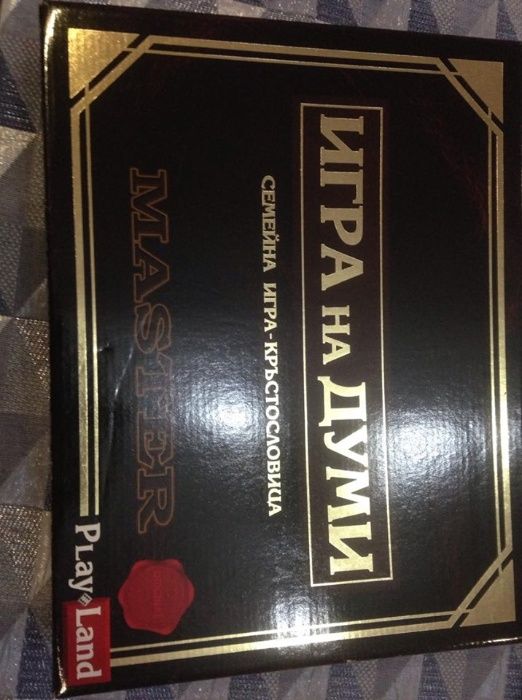 ИГРА НА ДУМИ
СЕМЕЙНА ИГРА-КРЪСТОСЛОВИЦА
MASTER
PLay Land